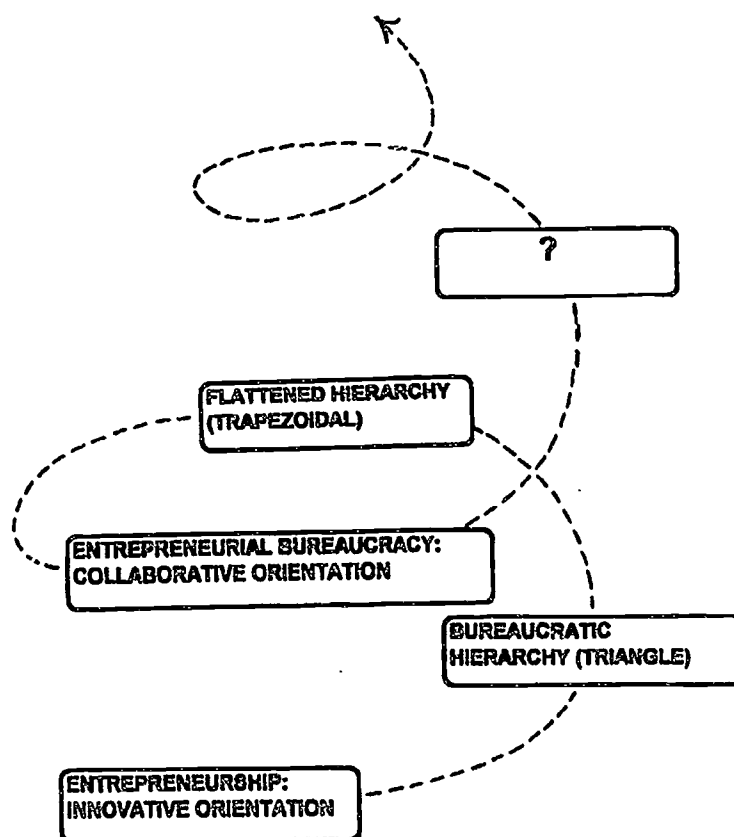 ?
FLATTENED HIERARCHY
(TRAPEZOIDAL)
ENTREPRENEURIAL BUREAUCRACY:
COLLABORATIVE ORIENTATION
BUREAUCRATIC
HIERARCHY (TRIANGLE)
ENTREPRENEURSHIP:
INNOVATIVE ORIENTATION